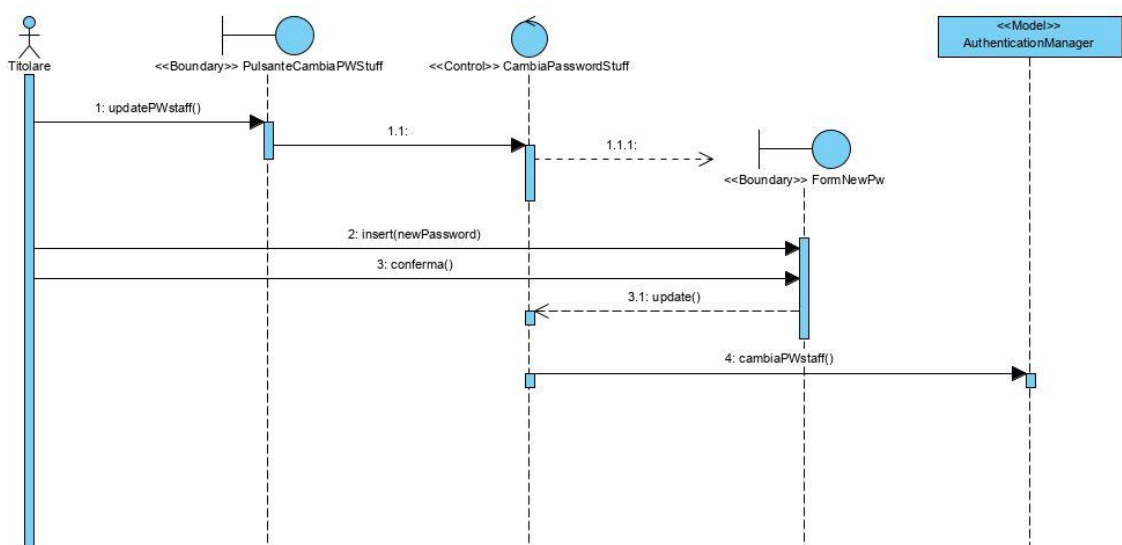 <<Model>>
AuthenticationManager
Titolare
<<Boundary>> PulsanteCambiaPWStuff
<<Control>> CambiaPasswordStuff
1: updatePWstaff()
1.1:
1.1.1:
<<Boundary>> FormNewPw
2: insert(newPassword)
3: conferma()
3.1: update()
4: cambiaPWstaff()